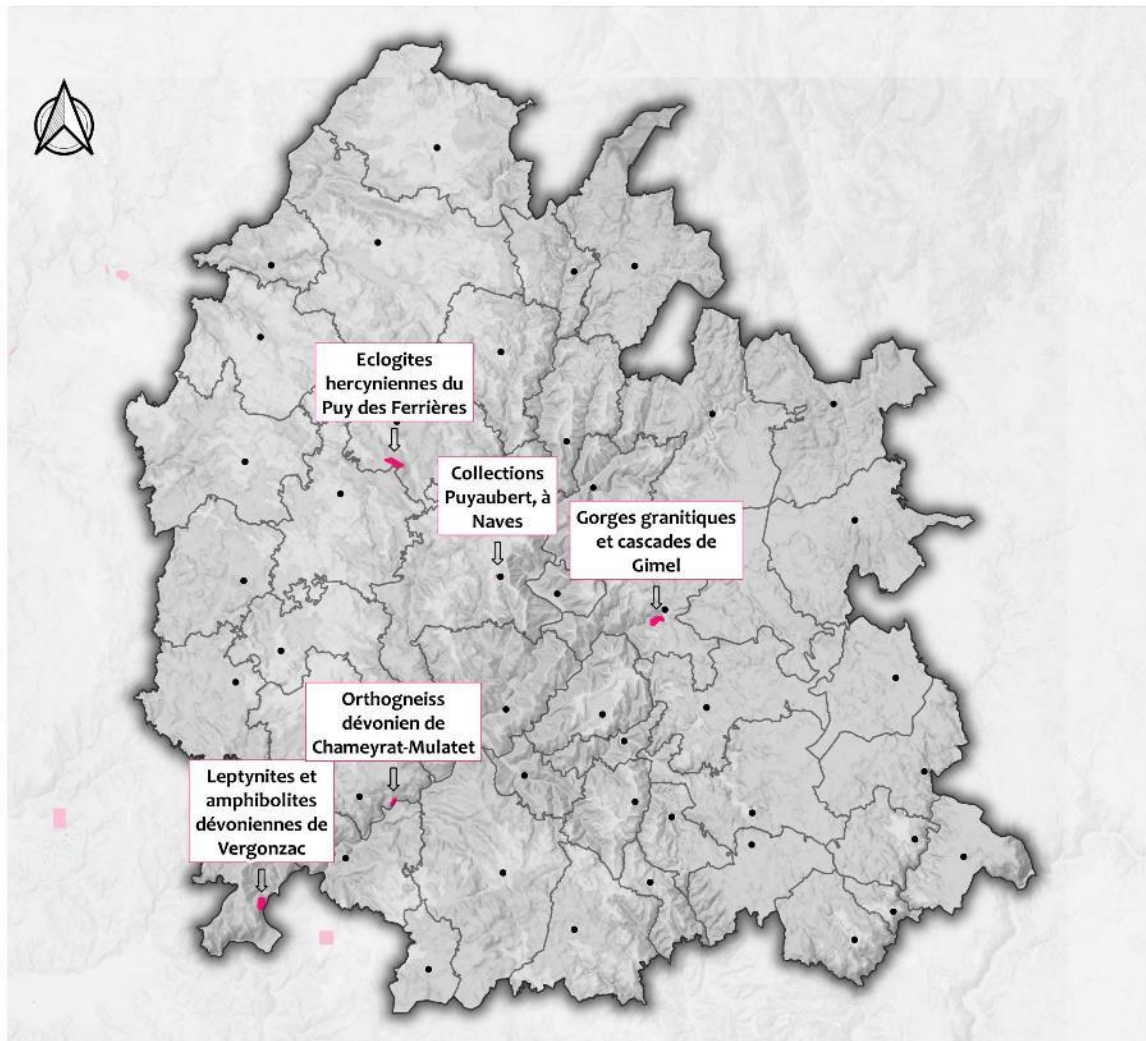 Eclogites
hercyniennes du
Puy des Ferrières
Collections
Puyaubert, à
Naves
Gorges granitiques
et cascades de
Gimel
Orthogneiss
dévonien de
Chameyrat-Mulatet
Leptynites et
amphibolites
dévoniennes de
Vergonzac